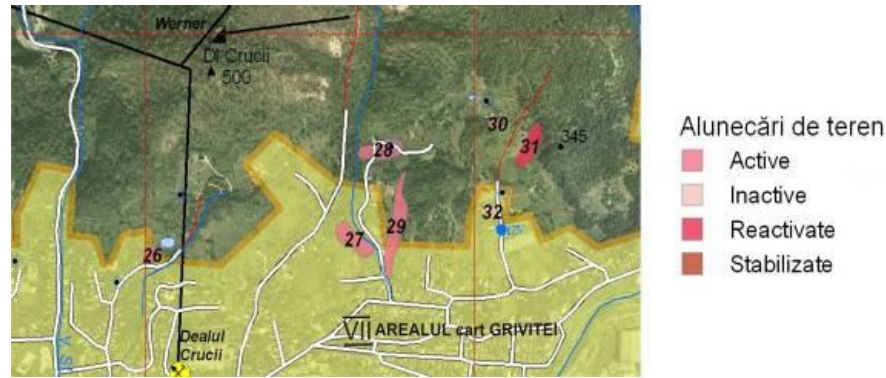 Werner
Dl Crucii
500
30
345
31
28
32
29
27
26
VII AREALUL cart GRIVITEI
Dealul
Crucii
Alunecări de teren
Active
Inactive
Reactivate
Stabilizate